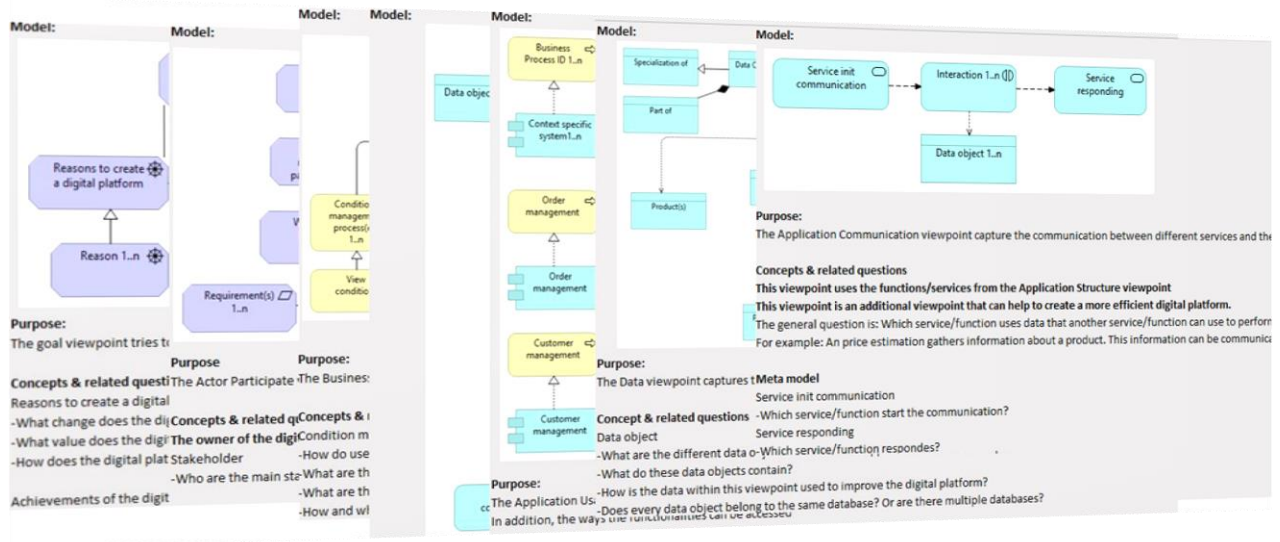 Model:
Reasons to create
a digital platform
Reason 1..n
Purpose:
The goal viewpoint tries
Concepts & related questi
Reasons to create a digital
-What change does the
-What value does the digi
-How does the digital plat
Achievements of the digit
Model:
Requirement(s)
1..n
Purpose
The Actor Participate
Concepts & related
The owner of the digi
Stakeholder
-Who are the main sta
Model:
Conditio
managem
process(
1..n
View
conditio
Purpose:
The Busines
Concepts &
Condition m
-How do use
-What are th
-What are th
-How and
Model:
Data objec
Model:
Business
Process ID 1..n
Context specific
system1..n
Order
management
Order
management
Customer
management
Customer
management
Purpose:
The Application Us
In addition, the ways the functionalities can be accessed
Model:
Specialization of
Data
Part of
Product(s)
Purpose:
The Data viewpoint captures
Concept & related questions
Data object
-What are the different data
-What do these data objects contain?
-How is the data within this viewpoint used to improve the digital platform?
-Does every data object belong to the same database? Or are there multiple databases?
Model:
Service init
communication
Interaction 1..n
Service
responding
Data object 1..n
Purpose:
The Application Communication viewpoint capture the communication between different services and the
Concepts & related questions
This viewpoint uses the functions/services from the Application Structure viewpoint
This viewpoint is an additional viewpoint that can help to create a more efficient digital platform.
The general question is: Which service/function uses data that another service/function can use to perform
For example: An price estimation gathers information about a product. This information can be communica
Meta model
Service init communication
-Which service/function start the communication?
Service responding
-Which service/function respondes?